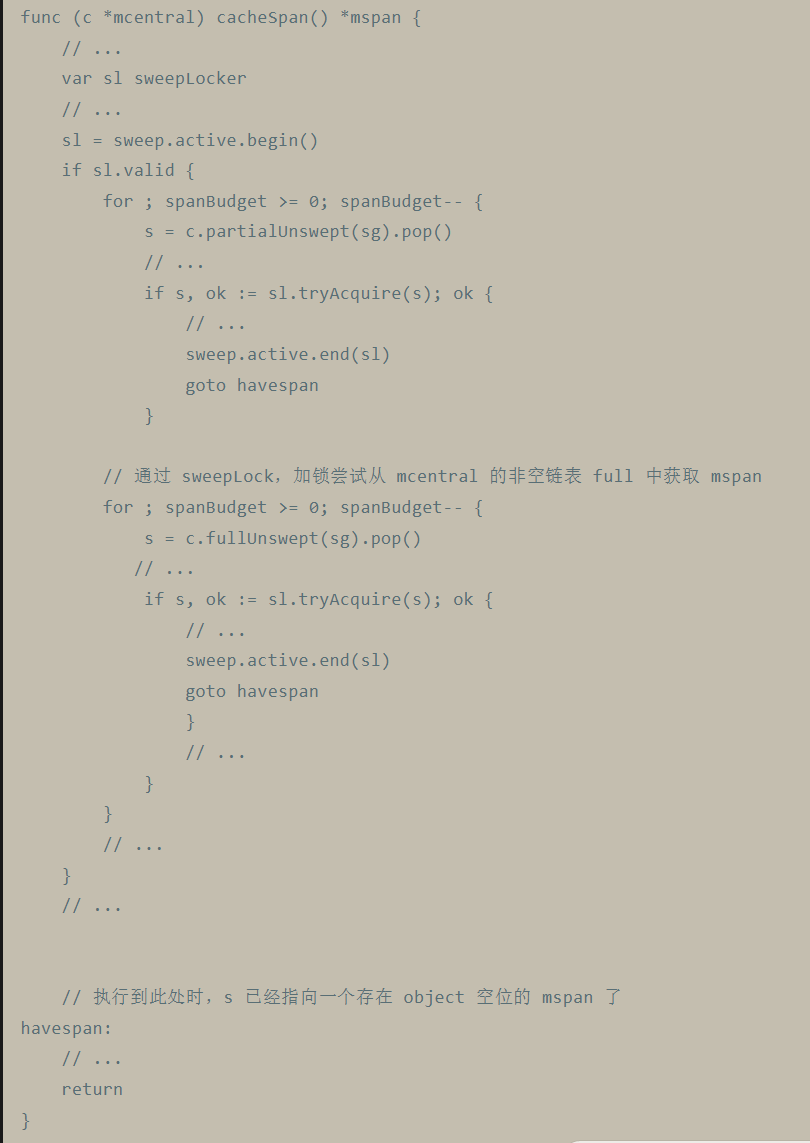 func (c *mcentral) cacheSpan() *mspan {
    // ...
    var sl sweepLocker
    // ...
    sl = sweep.active.begin()
    if sl.valid {
        for ; spanBudget >= 0; spanBudget-- {
            s = c.partialUnswept(sg).pop()
            // ...
            if s, ok := sl.tryAcquire(s); ok {
                // ...
                sweep.active.end(sl)
                goto havespan
            }
        // 通过 sweepLock，加锁尝试从 mcentral 的非空链表 full 中获取 mspan
        for ; spanBudget >= 0; spanBudget-- {
            s = c.fullUnswept(sg).pop()
           // ...
            if s, ok := sl.tryAcquire(s); ok {
                // ...
                sweep.active.end(sl)
                goto havespan
                }
                // ...
            }
        }
        // ...
    }
    // ...
    // 执行到此处时，s 已经指向一个存在 object 空位的 mspan 了
havespan:
    // ...
    return
}